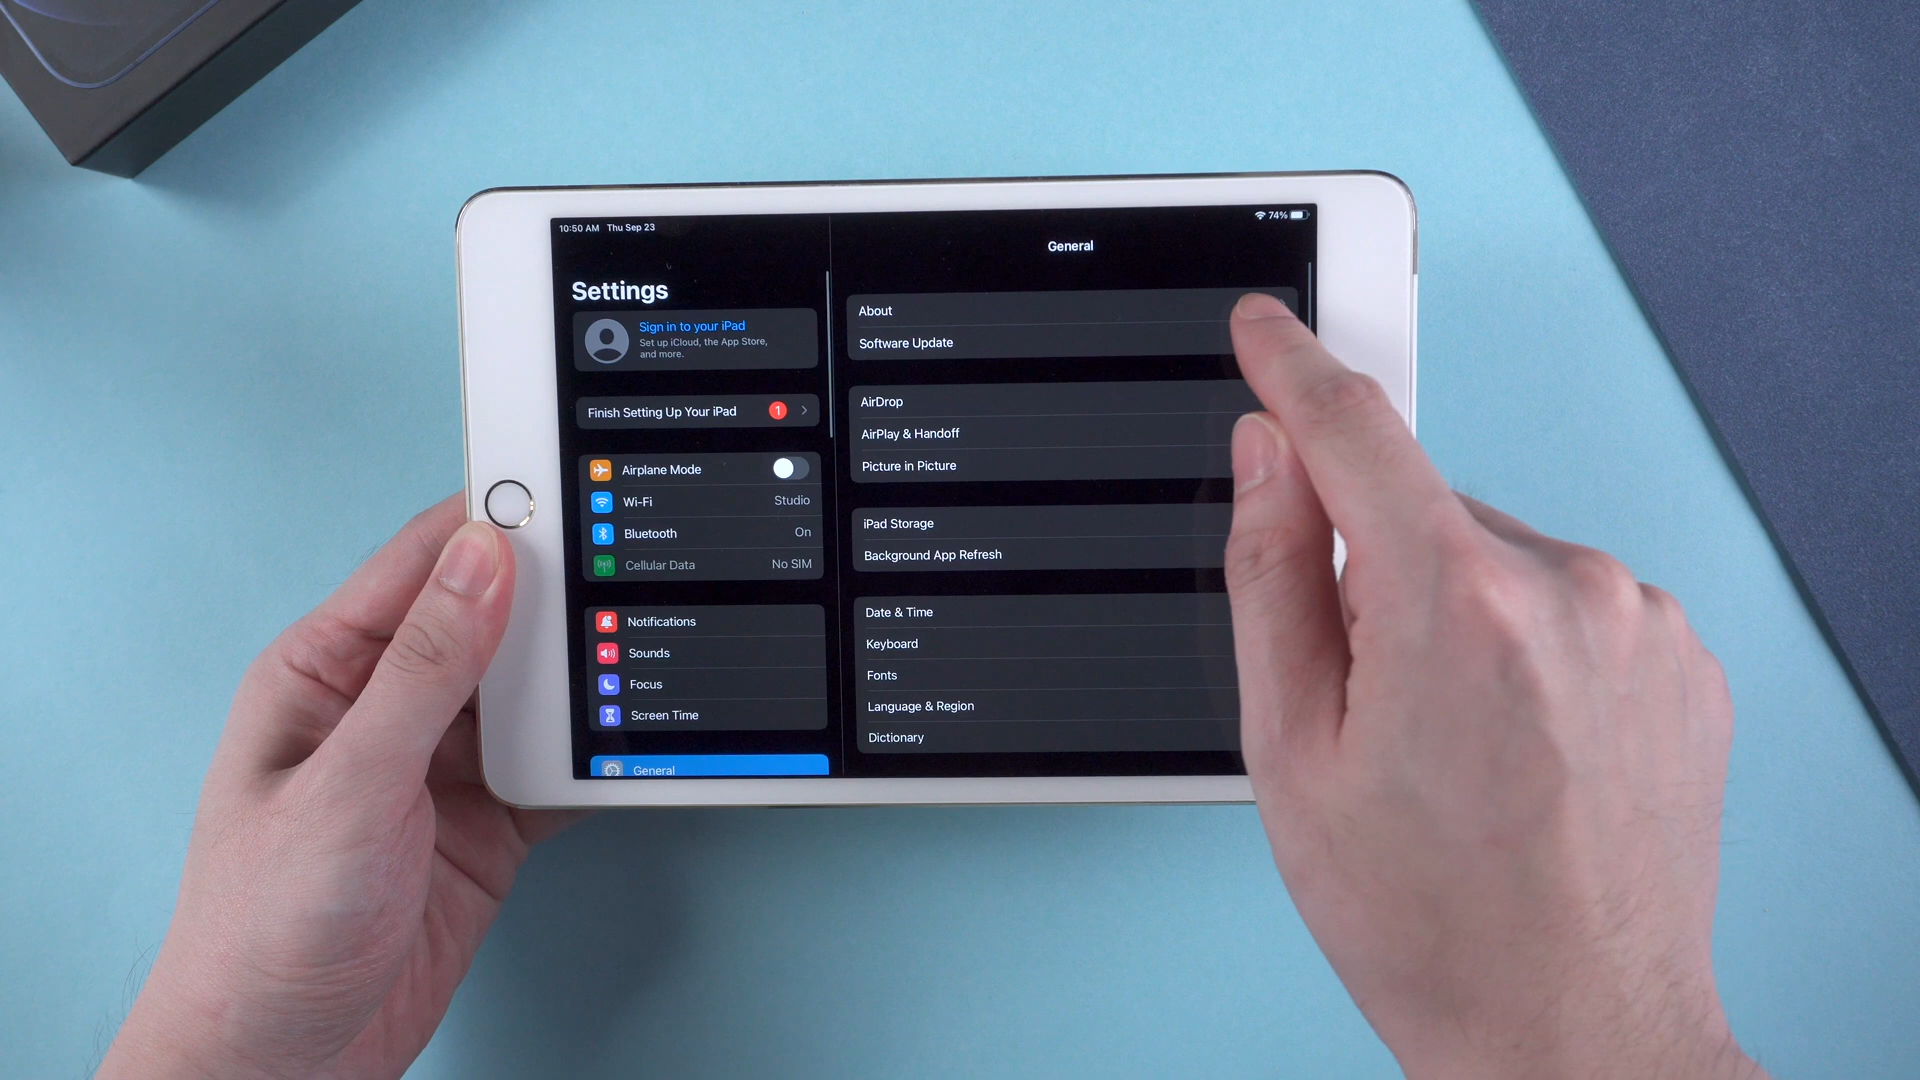 10:50 AM Thu Sep 23
74%
Settings
Sign in to your iPad
Set up iCloud, the App Store,
and more.
Finish Setting Up Your iPad 1
Airplane Mode
Wi-Fi Studio
Bluetooth On
Cellular Data No SIM
Notifications
Sounds
Focus
Screen Time
General
General
About
Software Update
AirDrop
AirPlay & Handoff
Picture in Picture
iPad Storage
Background App Refresh
Date & Time
Keyboard
Fonts
Language & Region
Dictionary